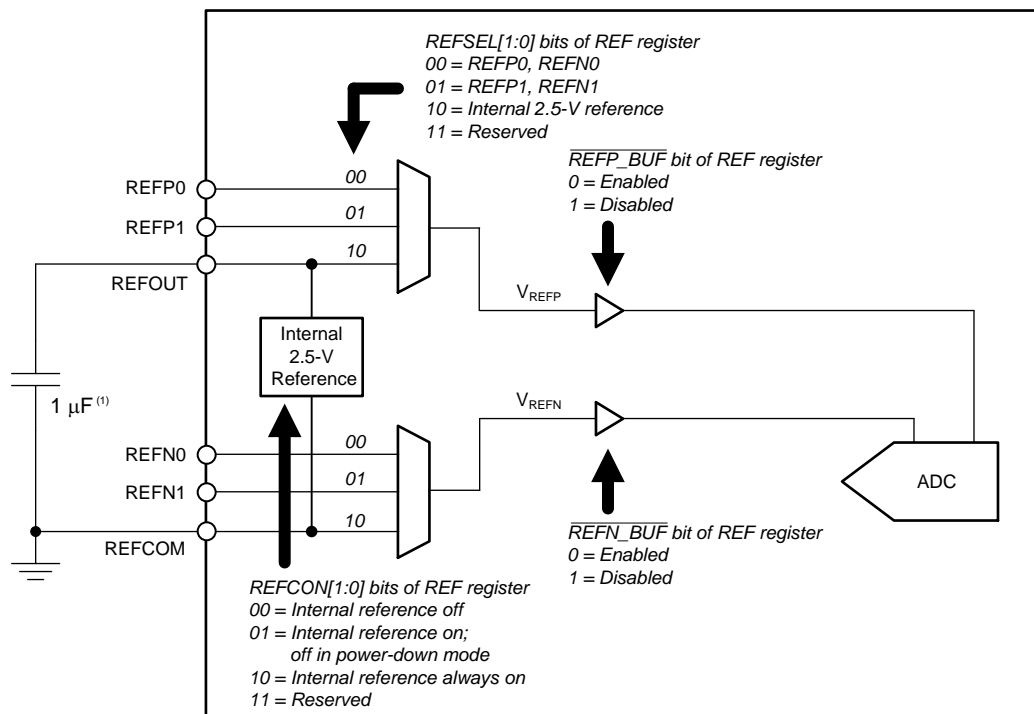 REFSEL[1:0] bits of REF register
00 = REFP0, REFN0
01 = REFP1, REFN1
10 = Internal 2.5-V reference
11 = Reserved
REFP_BUF bit of REF register
0 = Enabled
1 = Disabled
REFP0
00
REFP1
01
REFOUT
10
VREFP
Internal
2.5-V
Reference
1 μF (1)
VREFN
REFN0
00
REFN1
01
REFCOM
10
ADC
REFN_BUF bit of REF register
0 = Enabled
1 = Disabled
REFCON[1:0] bits of REF register
00 = Internal reference off
01 = Internal reference on;
off in power-down mode
10 = Internal reference always on
11 = Reserved